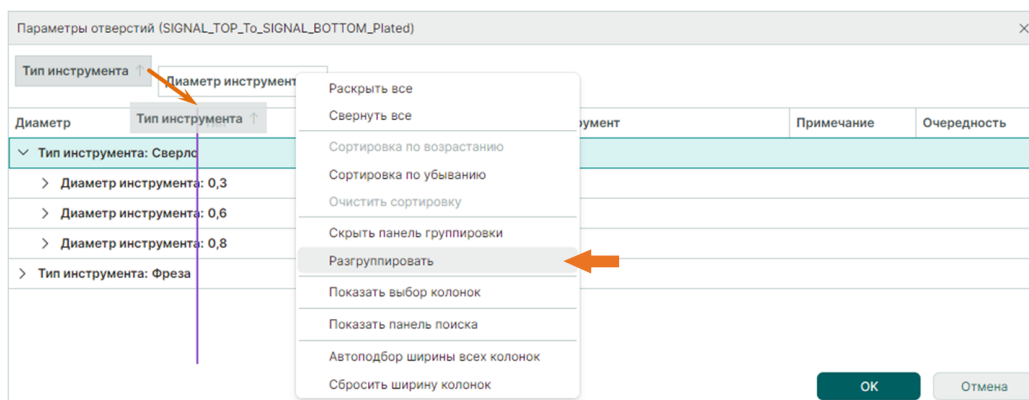 Параметры отверстий (SIGNAL_TOP_To_SIGNAL_BOTTOM_Plated)
Тип инструмента
Диаметр инструмент
Тип инструмента
Диаметр
румент
Примечание
Очередность
Тип инструмента: Сверло
Диаметр инструмента: 0,3
Диаметр инструмента: 0,6
Диаметр инструмента: 0,8
Тип инструмента: Фреза
Раскрыть все
Свернуть все
Сортировка по возрастанию
Сортировка по убыванию
Очистить сортировку
Скрыть панель группировки
Разгруппировать
Показать выбор колонок
Показать панель поиска
Автоподбор ширины всех колонок
Сбросить ширину колонок
ОК
Отмена